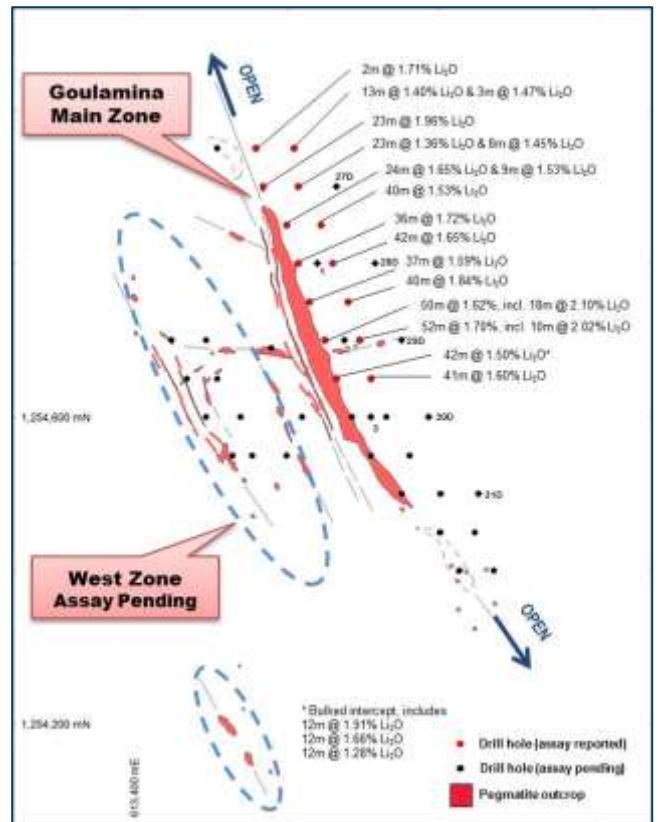 OPEN
Goulamina
Main Zone
2m @ 1.71% Li₂O
13m @ 1.40% Li₂O & 3m @ 1.47% Li₂O
23m @ 1.96% Li₂O
23m @ 1.36% Li₂O & 6m @ 1.45% Li₂O
24m @ 1.65% Li₂O & 9m @ 1.53% Li₂O
270
40m @ 1.53% Li₂O
36m @ 1.72% Li₂O
42m @ 1.65% Li₂O
37m @ 1.59% Li₂O
280
40m @ 1.84% Li₂O
50m @ 1.62%, incl. 18m @ 2.10% Li₂O
52m @ 1.70%, incl. 10m @ 2.02% Li₂O
42m @ 1.50% Li₂O*
41m @ 1.60% Li₂O
1,254,600 mN
3
West Zone
Assay Pending
OPEN
1,254,200 mN
613,400 mE
* Bulked intercept, includes
12m @ 1.91% Li₂O
12m @ 1.66% Li₂O
12m @ 1.28% Li₂O
Drill hole (assay reported)
Drill hole (assay pending)
Pegmatite outcrop